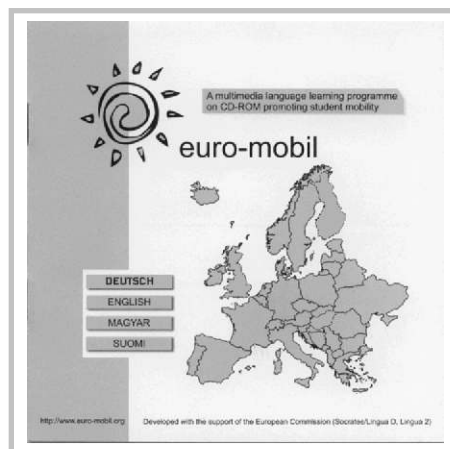 A multimedia language learning programme
on CD-ROM promoting student mobility
euro-mobil
DEUTSCH
ENGLISH
MAGYAR
SUOMI
http://www.euro-mobil.org
Developed with the support of the European Commission (Socrates/Lingua D, Lingua 2)